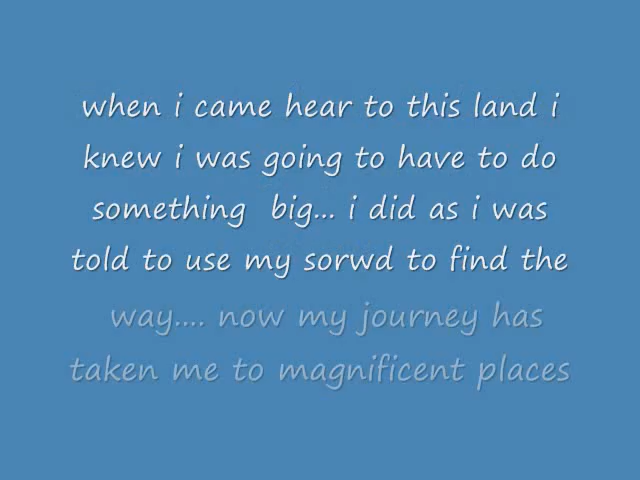 when i came hear to this land i
knew i was going to have to do
something  big... i did as i was
told to use my sorwd to find the
way.... now my journey has
taken me to magnificent places